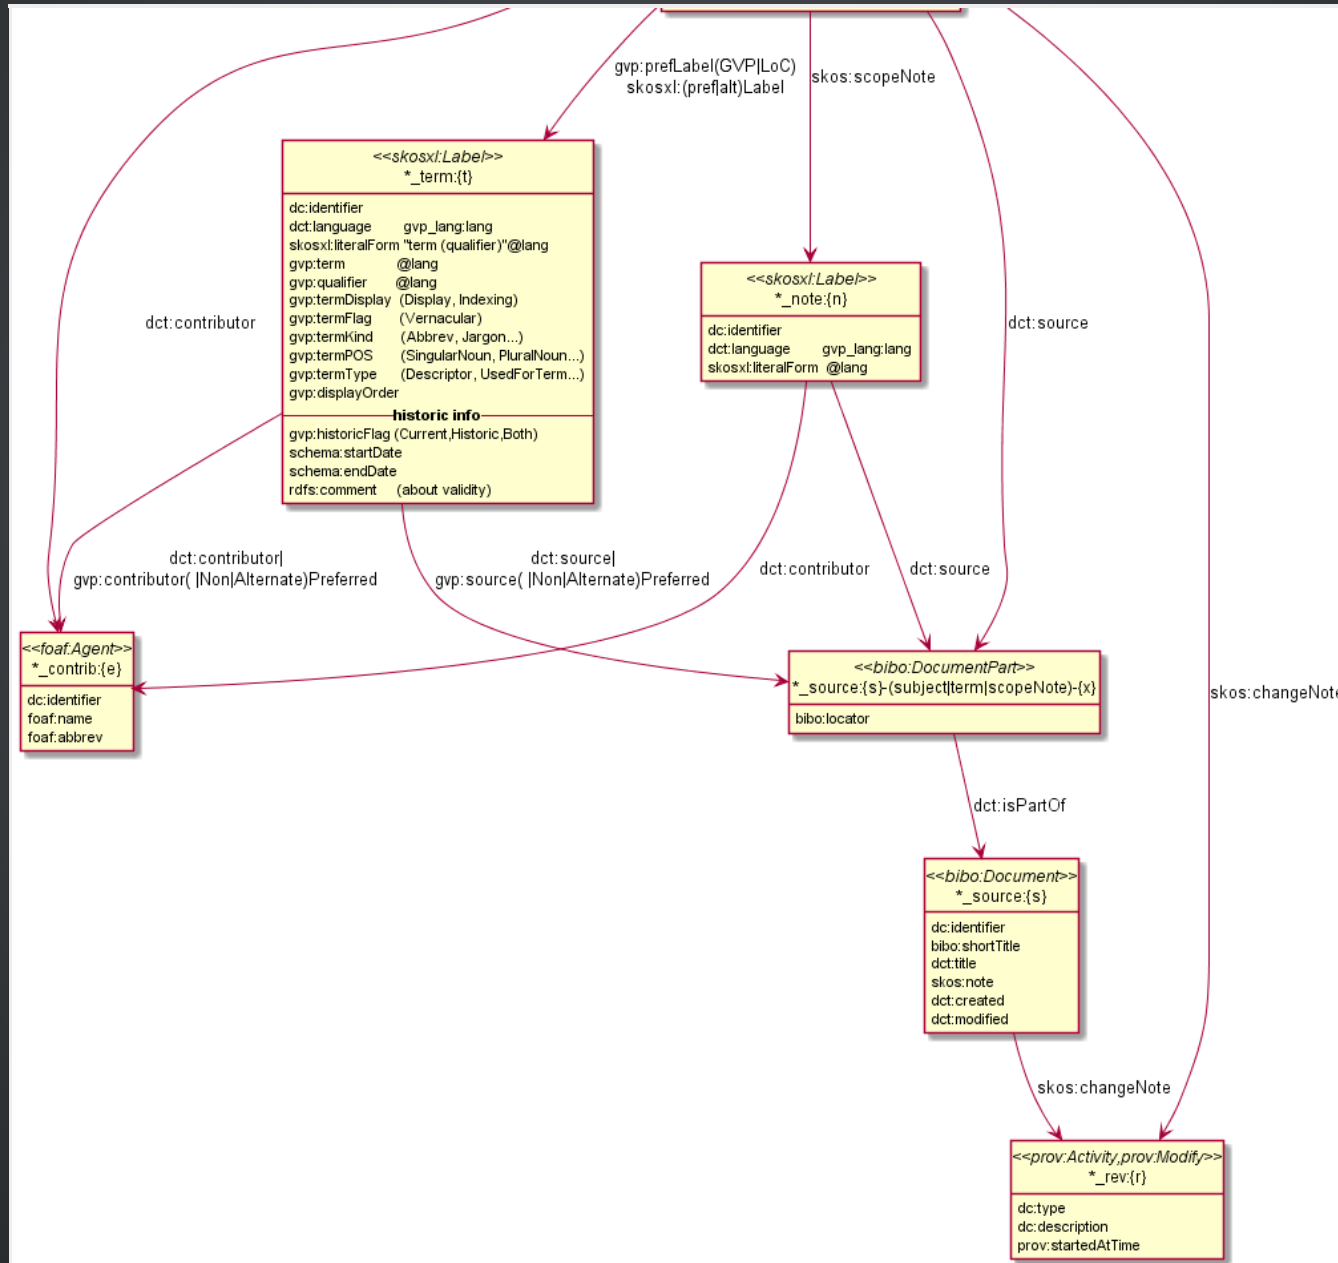 gvp:prefLabel(GVP|LoC)
skosxl:(pref|alt)Label
skos:scopeNote
<<skosxl:Label>>
*_term:{t}
dc:identifier
dct:language gvp_lang:lang
skosxl:literalForm "term (qualifier)"@lang
gvp:term @lang
gvp:qualifier @lang
gvp:termDisplay (Display, Indexing)
gvp:termFlag (Vernacular)
gvp:termKind (Abbrev, Jargon...)
gvp:termPOS (SingularNoun, PluralNoun...)
gvp:termType (Descriptor, UsedForTerm...)
gvp:displayOrder
historic info
gvp:historicFlag (Current,Historic,Both)
schema:startDate
schema:endDate
rdfs:comment (about validity)
<<skosxl:Label>>
*_note:{n}
dc:identifier
dct:language gvp_lang:lang
skosxl:literalForm @lang
dct:contributor
dct:source
dct:contributor|
gvp:contributor( |Non|Alternate)Preferred
dct:source|
gvp:source( |Non|Alternate)Preferred
dct:contributor
dct:source
<<foaf:Agent>>
*_contrib:{e}
dc:identifier
foaf:name
foaf:abbrev
<<bibo:DocumentPart>>
*_source:{s}-(subject|term|scopeNote)-{x}
bibo:locator
skos:changeNote
dct:isPartOf
<<bibo:Document>>
*_source:{s}
dc:identifier
bibo:shortTitle
dct:title
skos:note
dct:created
dct:modified
skos:changeNote
<<prov:Activity,prov:Modify>>
*_rev:{r}
dc:type
dc:description
prov:startedAtTime